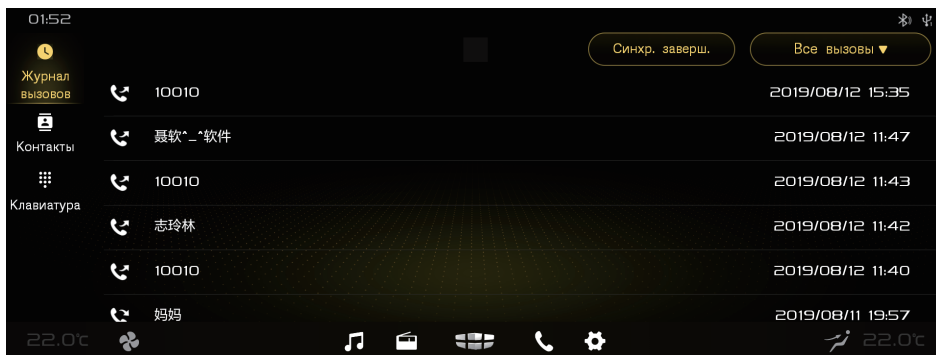 01:52
Синхр. заверш.
Все вызовы ▼
Журнал
вызовов
Контакты
Клавиатура
10010 2019/08/12 15:35
聂软^_^软件 2019/08/12 11:47
10010 2019/08/12 11:43
志玲林 2019/08/12 11:42
10010 2019/08/12 11:40
妈妈 2019/08/11 19:57
22.0℃
22.0℃